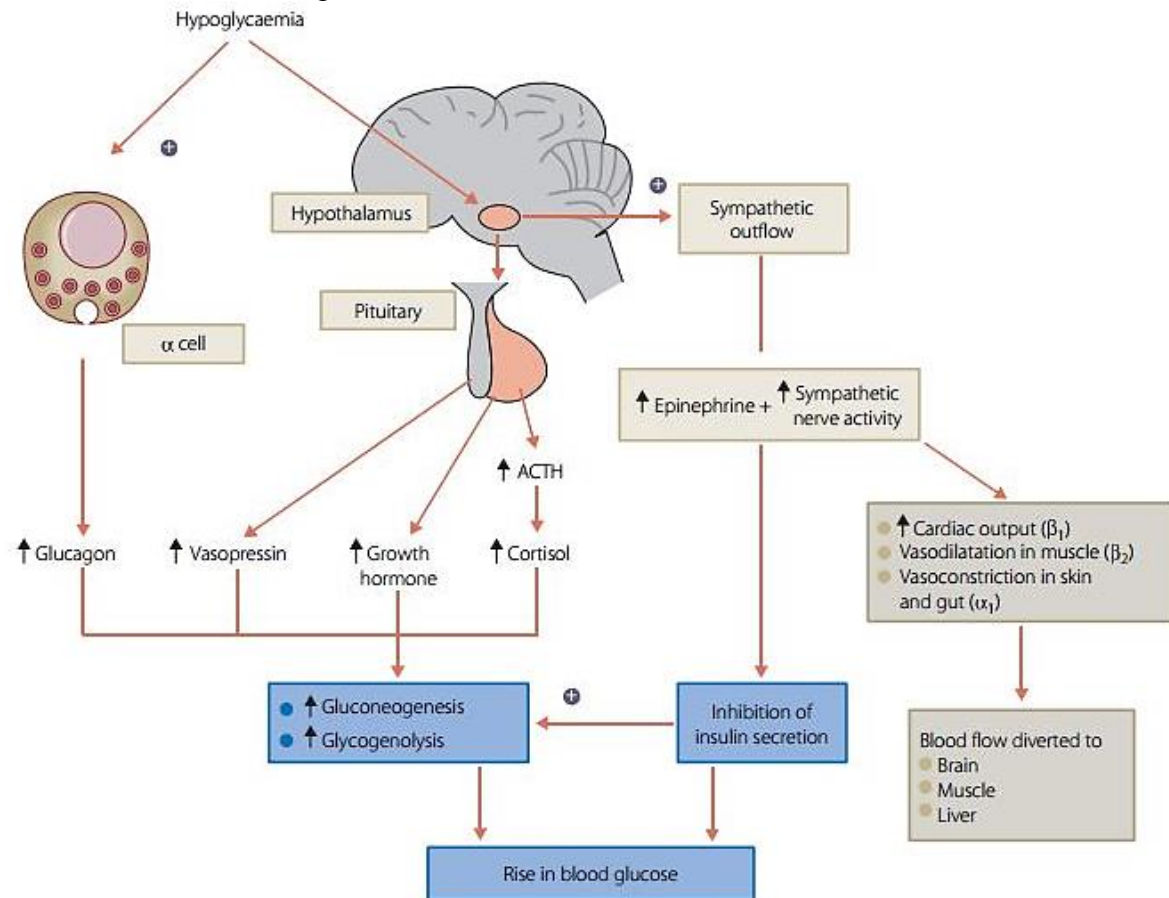 Hypoglycaemia
+
+
Hypothalamus
Sympathetic
outflow
Pituitary
α cell
↑ Epinephrine + ↑ Sympathetic
nerve activity
↑ ACTH
↑ Glucagon
↑ Vasopressin
↑ Growth
hormone
↑ Cortisol
↑ Cardiac output (β₁)
Vasodilatation in muscle (β₂)
Vasoconstriction in skin
and gut (α₁)
↑ Gluconeogenesis
↑ Glycogenolysis
+
Inhibition of
insulin secretion
Blood flow diverted to
Brain
Muscle
Liver
Rise in blood glucose